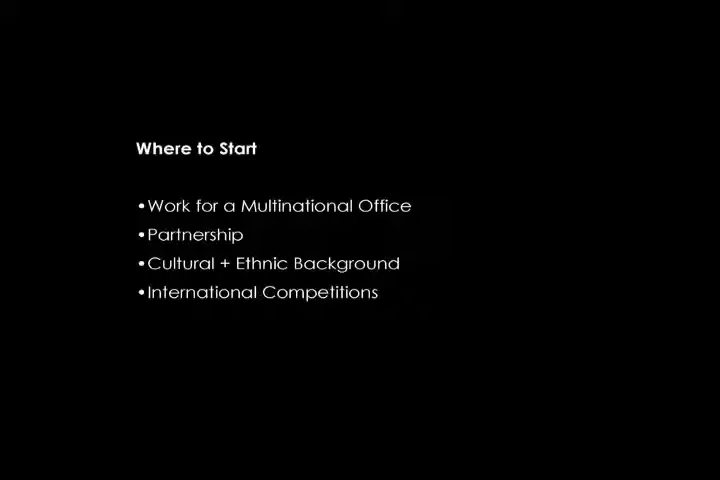 Where to Start
•Work for a Multinational Office
•Partnership
•Cultural + Ethnic Background
•International Competitions